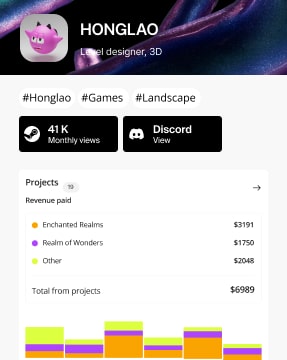 HONGLAO
Level designer, 3D
#Honglao #Games #Landscape
41 K
Monthly views
Discord
View
Projects 19
Revenue paid
Enchanted Realms $3191
Realm of Wonders $1750
Other $2048
Total from projects $6989